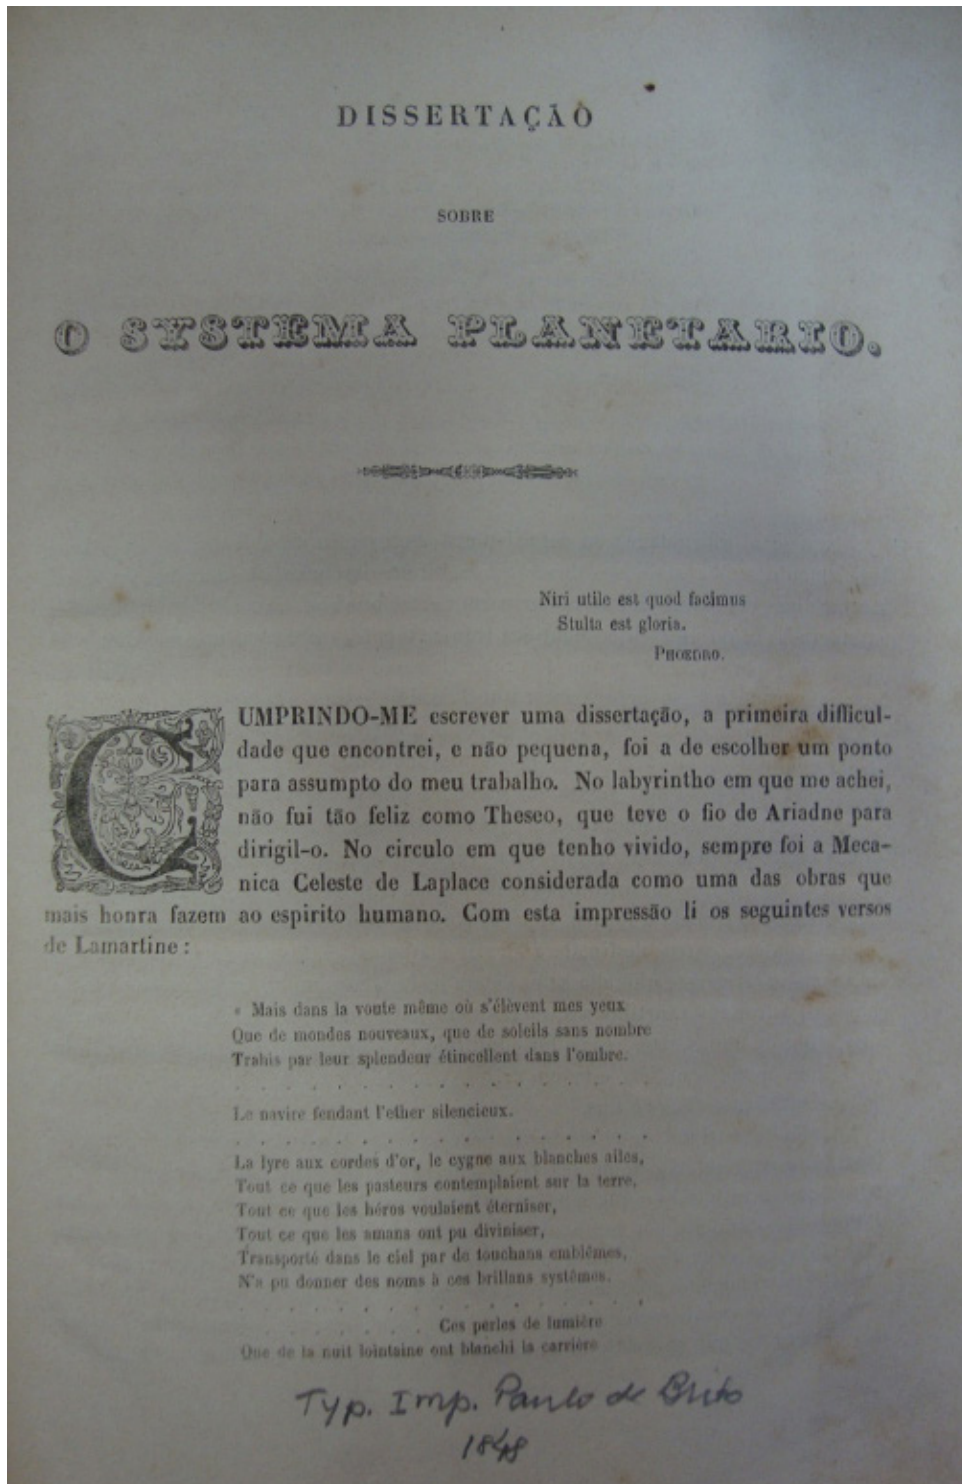 DISSERTAÇÃO
SOBRE
O SYSTEMA PLANETARIO.
Niri utile est quod facimus
Stulta est gloria.
PHOEDRO.
CUMPRINDO-ME escrever uma dissertação, a primeira difficul-
dade que encontrei, e não pequena, foi a de escolher um ponto
para assumpto do meu trabalho. No labyrintho em que me achei,
não fui tão feliz como Theseo, que teve o fio de Ariadne para
dirigil-o. No circulo em que tenho vivido, sempre foi a Meca-
nica Celeste de Laplace considerada como uma das obras que
mais honra fazem ao espirito humano. Com esta impressão li os seguintes versos
de Lamartine :
« Mais dans la voute même où s'élèvent mes yeux
Que de mondes nouveaux, que de soleils sans nombre
Trahis par leur splendeur étincellent dans l'ombre.
. . . . . . . . . . . . . . . . .
Le navire fendant l'ether silencieux.
. . . . . . . . . . . . . . . . .
La lyre aux cordes d'or, le cygne aux blanches ailes,
Tout ce que les pasteurs contemplaient sur la terre,
Tout ce que les héros voulaient éterniser,
Tout ce que les amans ont pu diviniser,
Transporté dans le ciel par de touchans emblêmes,
N'a pu donner des noms à ces brillans systêmes.
. . . . . . . . . . . . . . . . .
. . . . . . . Ces perles de lumière
Que de la nuit lointaine ont blanchi la carrière
Typ. Imp. Paulo de Brito
1848